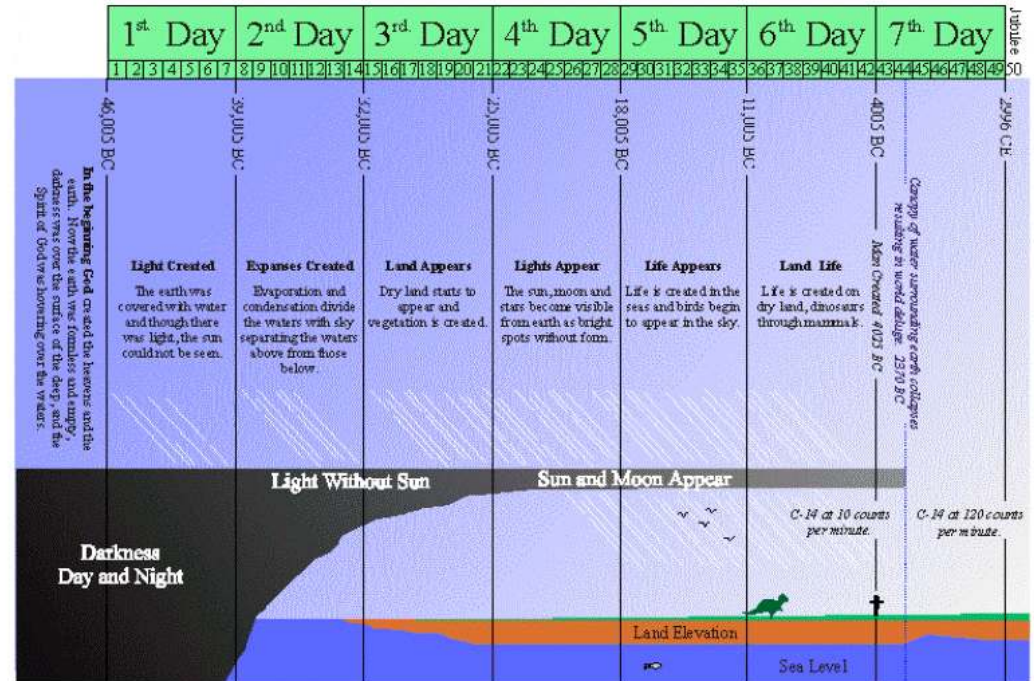 1st. Day 2nd Day 3rd. Day 4th Day 5th. Day 6th. Day 7th. Day
Jubilee
1 2 3 4 5 6 7 8 9 10 11 12 13 14 15 16 17 18 19 20 21 22 23 24 25 26 27 28 29 30 31 32 33 34 35 36 37 38 39 40 41 42 43 44 45 46 47 48 49 50
46,005 BC
39,005 BC
32,005 BC
25,005 BC
18,005 BC
11,005 BC
4005 BC
2996 CE
In the beginning God created the heavens and the
earth. Now the earth was formless and empty,
darkness was over the surface of the deep, and the
Spirit of God was hovering over the waters.
Light Created
The earth was
covered with water
and though there
was light, the sun
could not be seen.
Expanses Created
Evaporation and
condensation divide
the waters with sky
separating the waters
above from those
below.
Land Appears
Dry land starts to
appear and
vegetation is created.
Lights Appear
The sun, moon and
stars become visible
from earth as bright
spots without form.
Life Appears
Life is created in the
seas and birds begin
to appear in the sky.
Land Life
Life is created on
dry land, dinosaurs
through mammals.
Man Created 4025 BC
Canopy of water surrounding earth collapses
resulting in world deluge. 2370 BC
Light Without Sun
Sun and Moon Appear
C-14 at 10 counts
per minute.
C-14 at 120 counts
per minute.
Darkness
Day and Night
Land Elevation
Sea Level